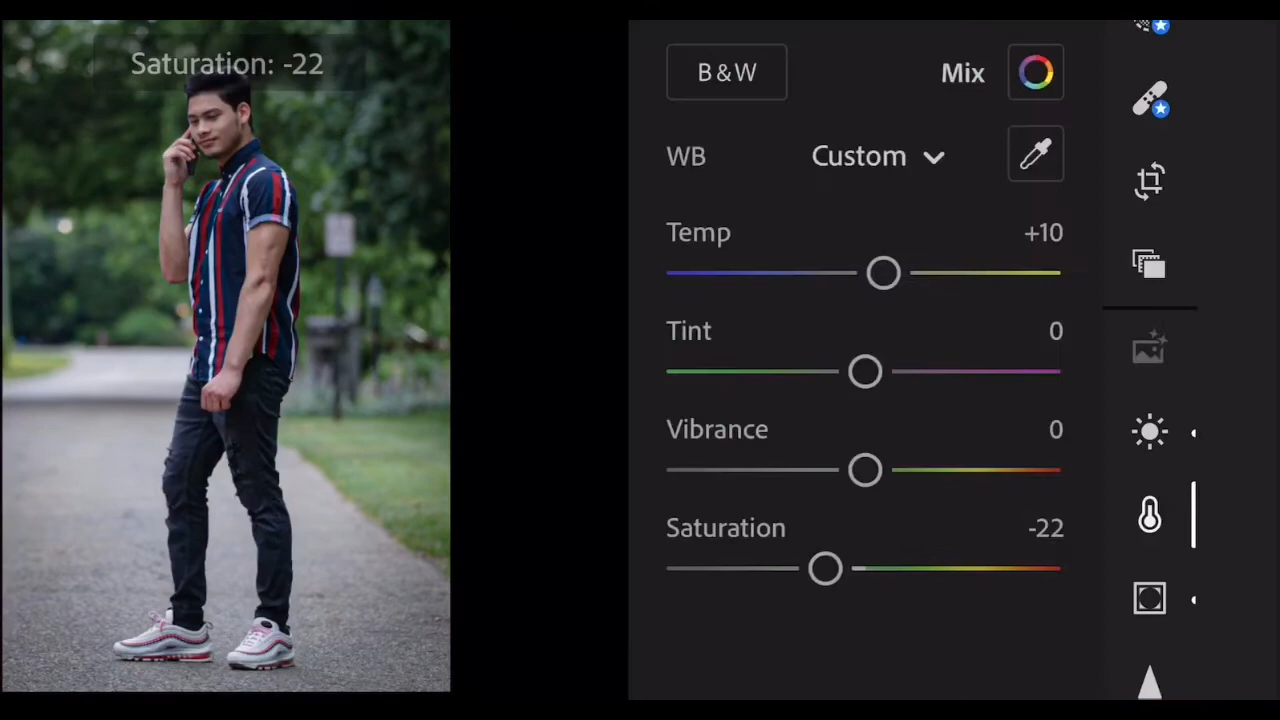 Saturation: -22
B&W
Mix
WB
Custom
Temp
+10
Tint
0
Vibrance
0
Saturation
-22